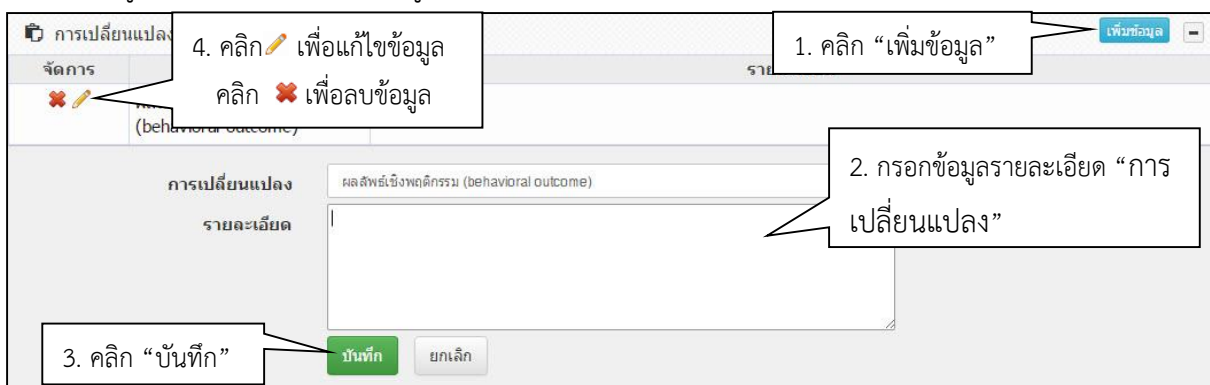 การเปลี่ยนแปลง
4. คลิก เพื่อแก้ไขข้อมูล
คลิก เพื่อลบข้อมูล
1. คลิก “เพิ่มข้อมูล”
เพิ่มข้อมูล
จัดการ
(behavioral outcome)
2. กรอกข้อมูลรายละเอียด “การ
เปลี่ยนแปลง”
การเปลี่ยนแปลง
ผลลัพธ์เชิงพฤติกรรม (behavioral outcome)
รายละเอียด
3. คลิก “บันทึก”
บันทึก
ยกเลิก